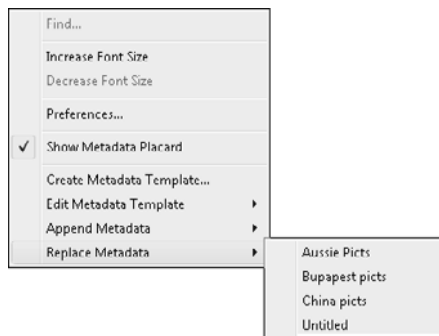 Find...
Increase Font Size
Decrease Font Size
Preferences...
Show Metadata Placard
Create Metadata Template...
Edit Metadata Template
Append Metadata
Replace Metadata
Aussie Picts
Bupapest picts
China picts
Untitled